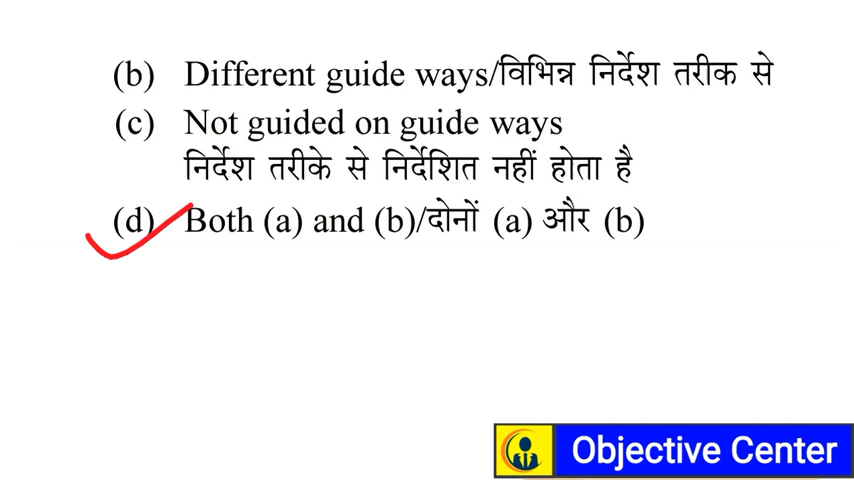 (b) Different guide ways/विभिन्न निर्देश तरीक से
(c) Not guided on guide ways
निर्देश तरीके से निर्देशित नहीं होता है
(d) Both (a) and (b)/दोनों (a) और (b)
Objective Center